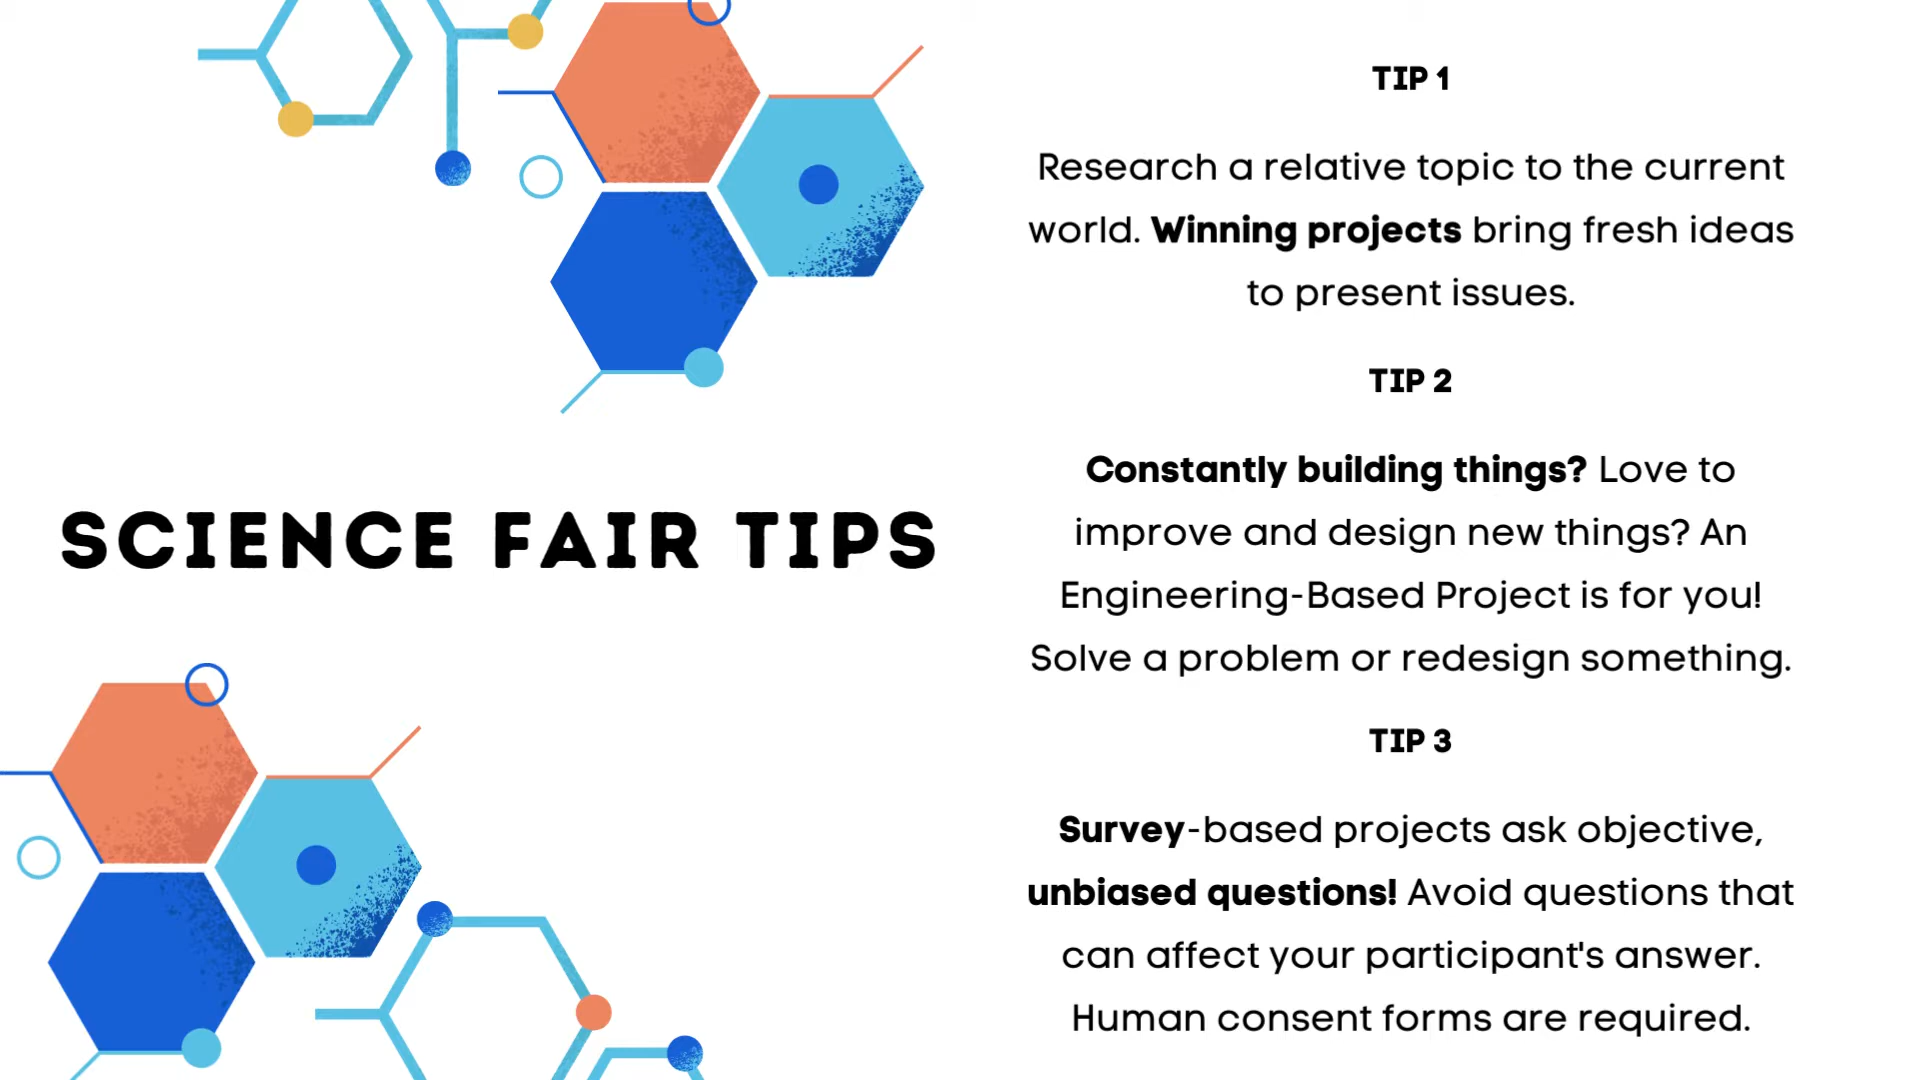 SCIENCE FAIR TIPS
TIP 1
Research a relative topic to the current
world. Winning projects bring fresh ideas
to present issues.
TIP 2
Constantly building things? Love to
improve and design new things? An
Engineering-Based Project is for you!
Solve a problem or redesign something.
TIP 3
Survey-based projects ask objective,
unbiased questions! Avoid questions that
can affect your participant's answer.
Human consent forms are required.